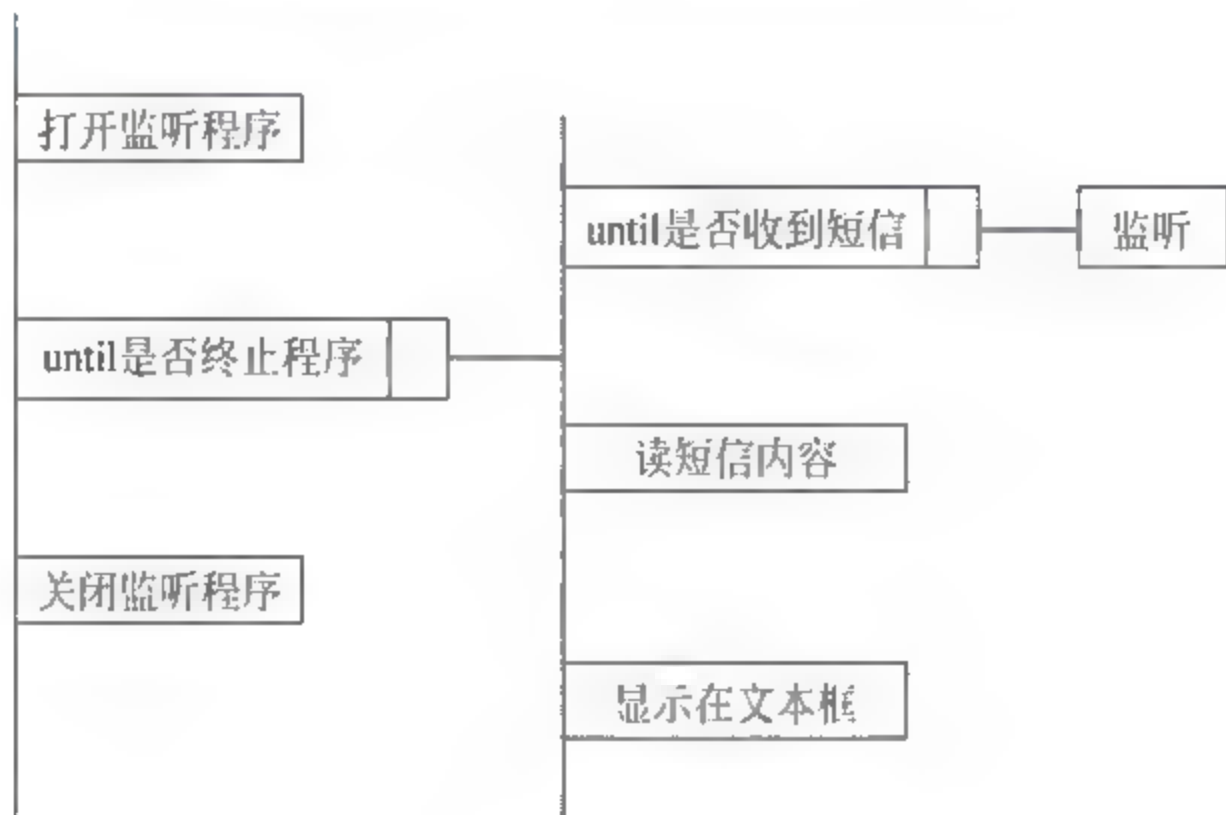 打开监听程序
until是否收到短信
监听
until是否终止程序
读短信内容
关闭监听程序
显示在文本框